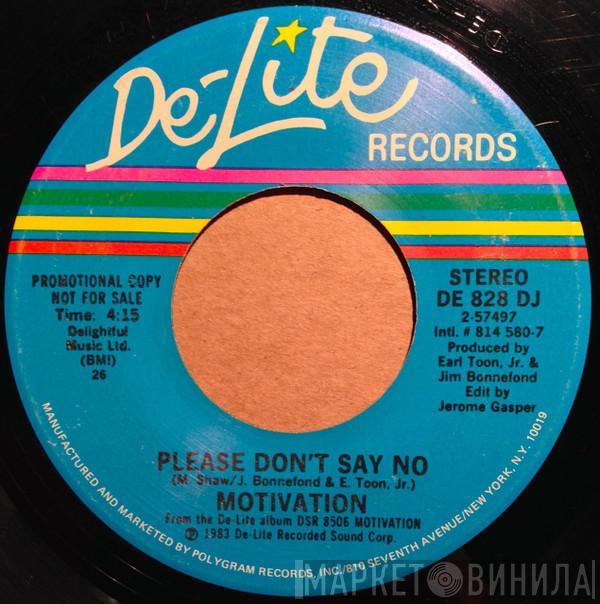 De-Lite
RECORDS
PROMOTIONAL COPY
NOT FOR SALE
Time: 4:15
Delightful
Music Ltd.
(BMI)
26
STEREO
DE 828 DJ
2-57497
Intl. # 814 580-7
Produced by
Earl Toon, Jr. &
Jim Bonnefond
Edit by
Jerome Gasper
PLEASE DON'T SAY NO
(M. Shaw/J. Bonnefond & E. Toon, Jr.)
MOTIVATION
From the De-Lite album DSR 8506 MOTIVATION
℗ 1983 De-Lite Recorded Sound Corp.
MANUFACTURED AND MARKETED BY POLYGRAM RECORDS, INC./810 SEVENTH AVENUE/NEW YORK, N.Y. 10019
МАРКЕТ ВИНИЛА